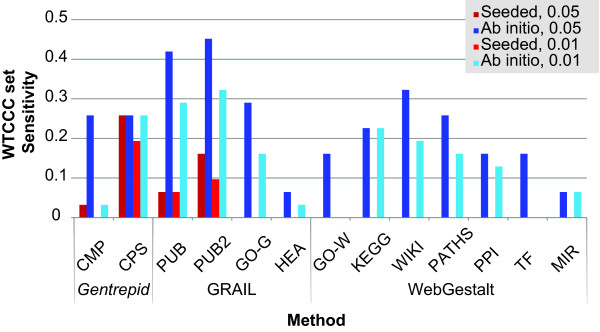 Seeded, 0.05
Ab initio, 0.05
Seeded, 0.01
Ab initio, 0.01
WTCCC set
Sensitivity
0.5
0.4
0.3
0.2
0.1
0
CMP
CPS
PUB
PUB2
GO-G
HEA
GO-W
KEGG
WIKI
PATHS
PPI
TF
MIR
Gentrepid
GRAIL
WebGestalt
Method